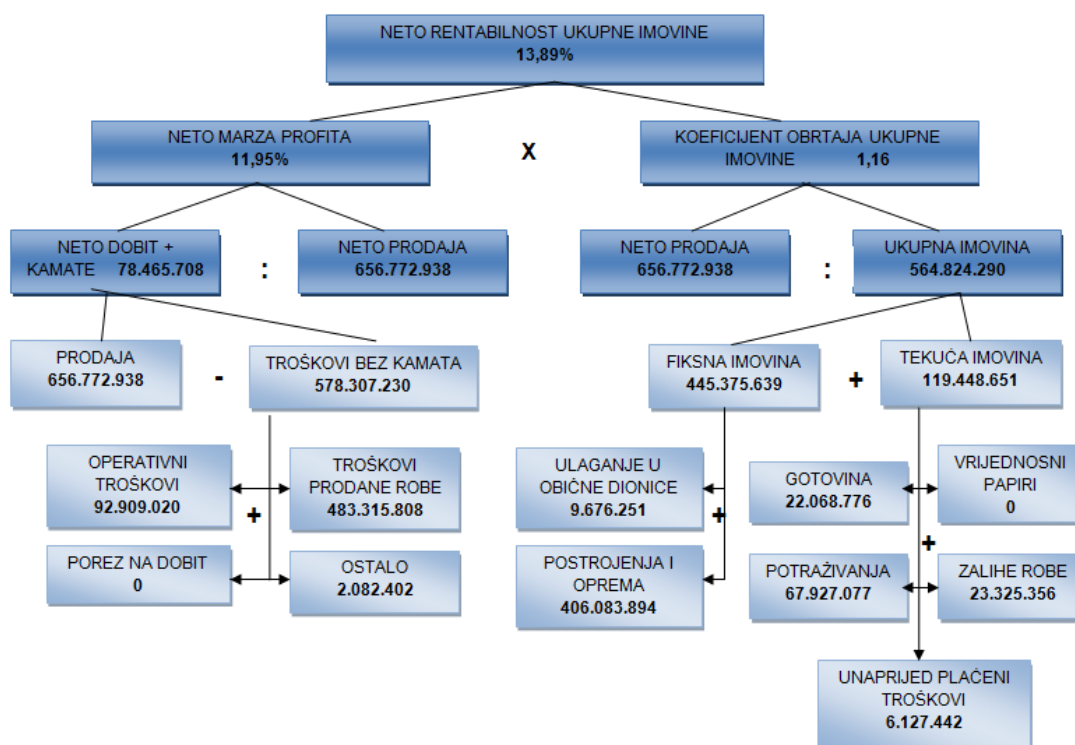 NETO RENTABILNOST UKUPNE IMOVINE
13,89%
NETO MARZA PROFITA
11,95%
X
KOEFICIJENT OBRTAJA UKUPNE
IMOVINE 1,16
NETO DOBIT +
KAMATE 78.465.708
:
NETO PRODAJA
656.772.938
NETO PRODAJA
656.772.938
:
UKUPNA IMOVINA
564.824.290
PRODAJA
656.772.938
-
TROŠKOVI BEZ KAMATA
578.307.230
FIKSNA IMOVINA
445.375.639
+
TEKUĆA IMOVINA
119.448.651
OPERATIVNI
TROŠKOVI
92.909.020
+
TROŠKOVI
PRODANE ROBE
483.315.808
POREZ NA DOBIT
0
OSTALO
2.082.402
ULAGANJE U
OBIČNE DIONICE
9.676.251
+
POSTROJENJA I
OPREMA
406.083.894
GOTOVINA
22.068.776
VRIJEDNOSNI
PAPIRI
0
+
POTRAŽIVANJA
67.927.077
ZALIHE ROBE
23.325.356
UNAPRIJED PLAĆENI
TROŠKOVI
6.127.442